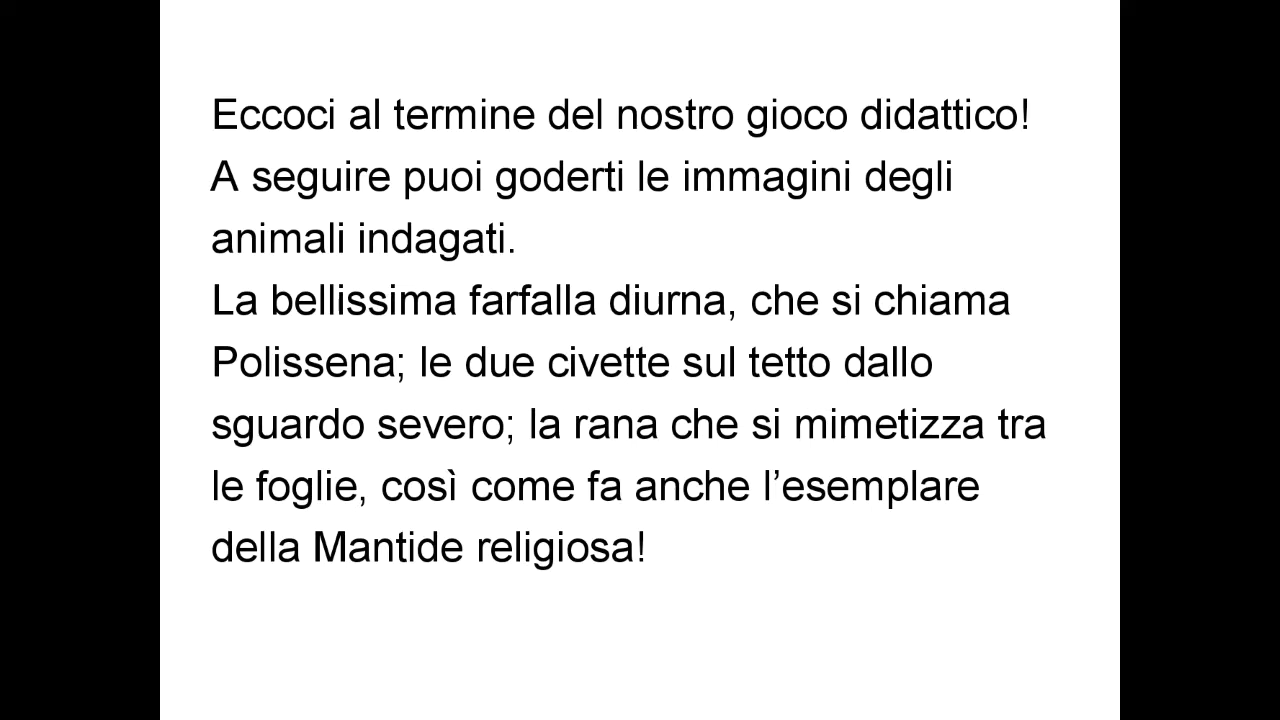 Eccoci al termine del nostro gioco didattico!
A seguire puoi goderti le immagini degli
animali indagati.
La bellissima farfalla diurna, che si chiama
Polissena; le due civette sul tetto dallo
sguardo severo; la rana che si mimetizza tra
le foglie, così come fa anche l’esemplare
della Mantide religiosa!